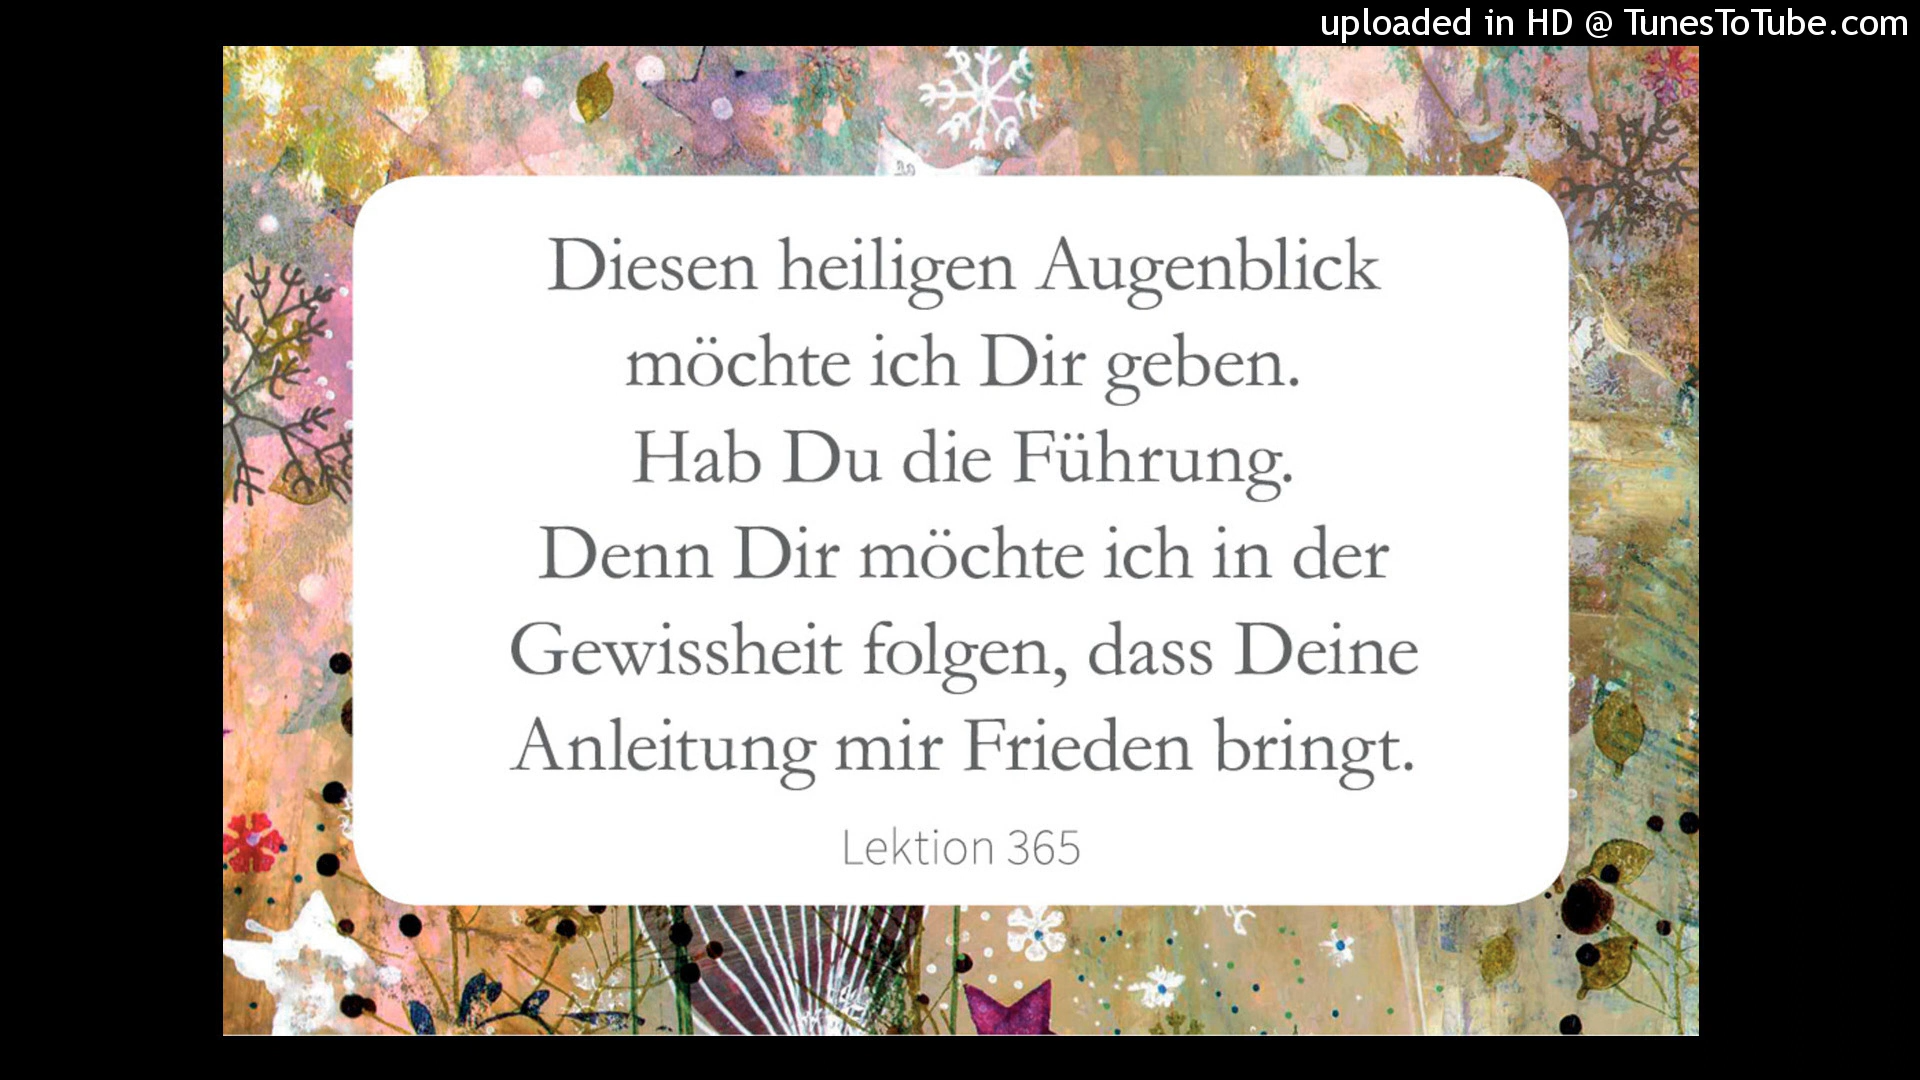 uploaded in HD @ TunesToTube.com
Diesen heiligen Augenblick
möchte ich Dir geben.
Hab Du die Führung.
Denn Dir möchte ich in der
Gewissheit folgen, dass Deine
Anleitung mir Frieden bringt.
Lektion 365